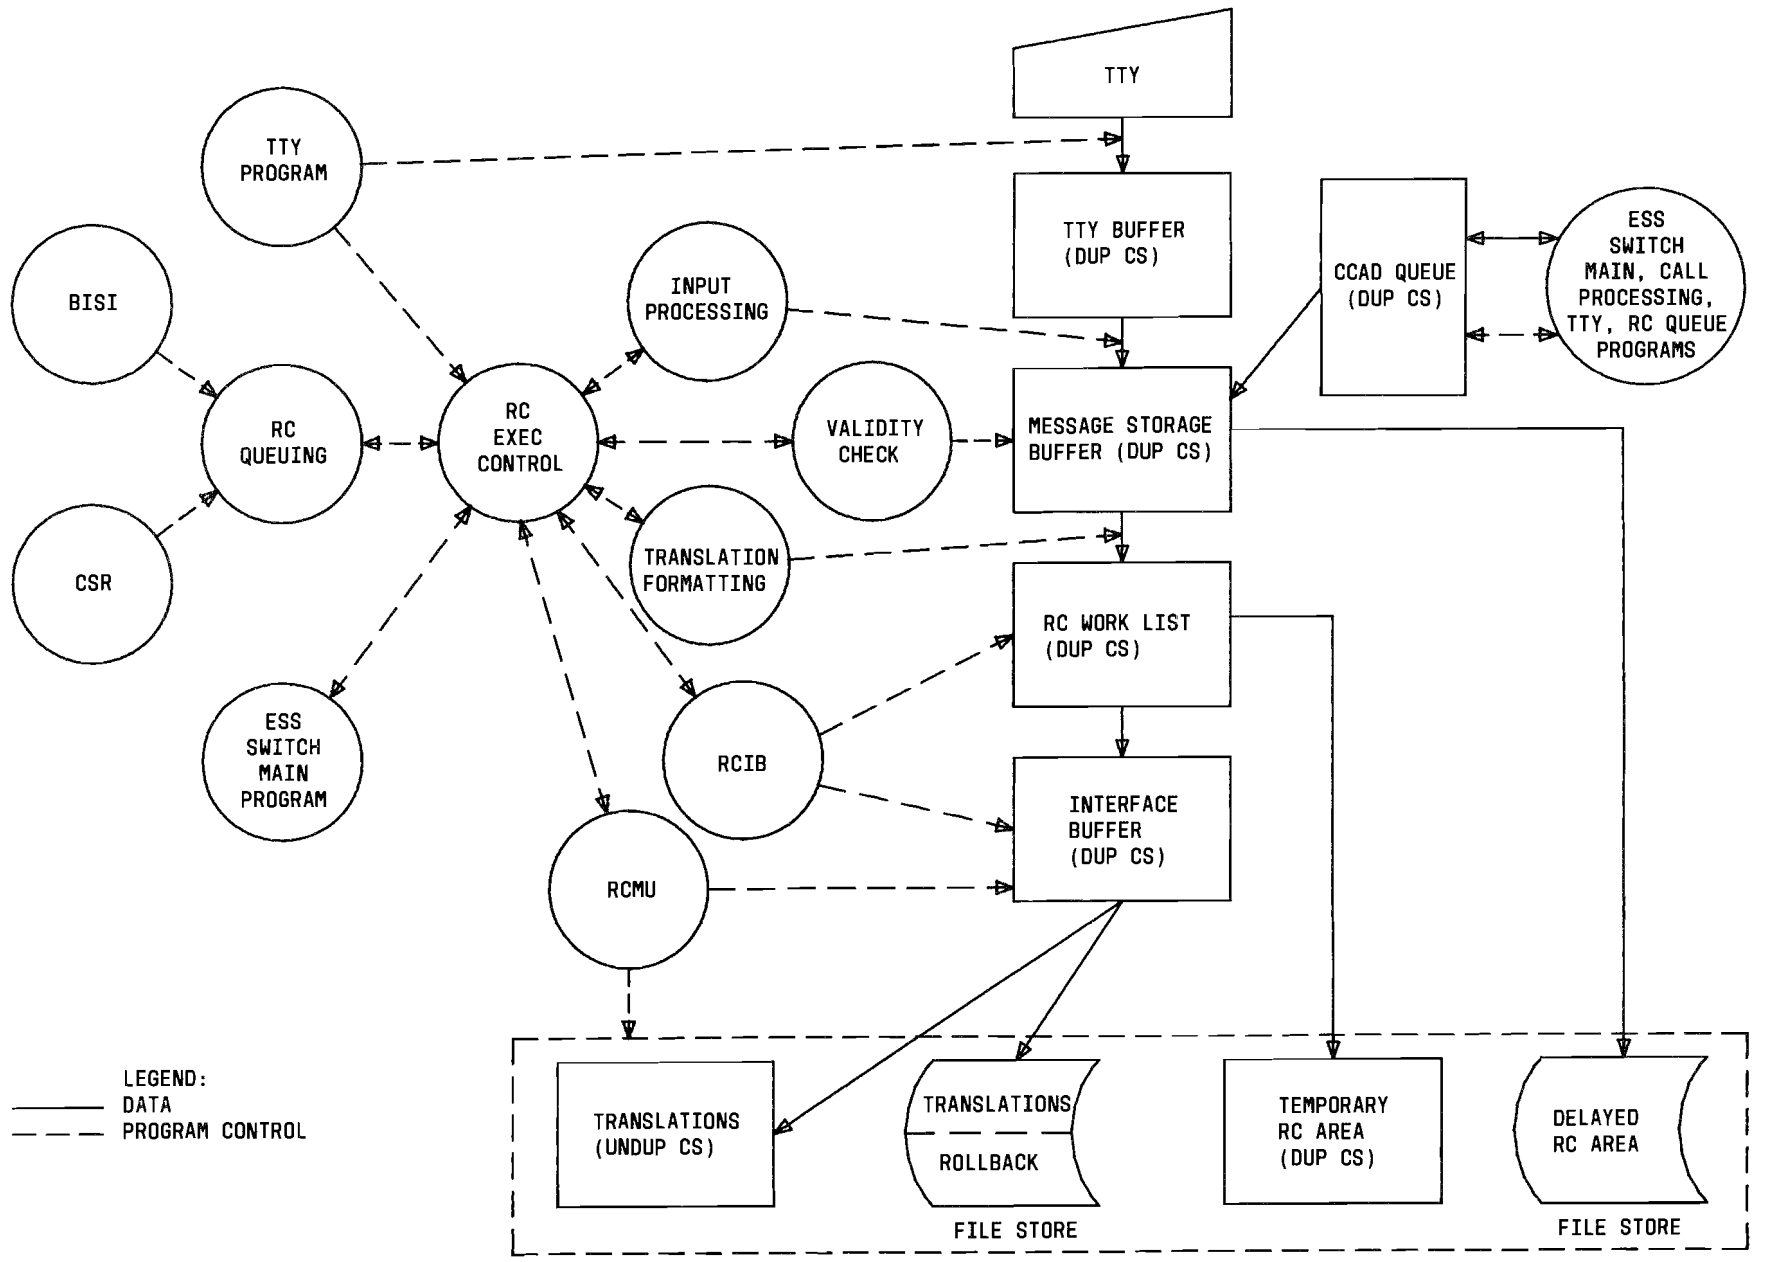 TTY
TTY
PROGRAM
TTY BUFFER
(DUP CS)
ESS
SWITCH
MAIN, CALL
PROCESSING,
TTY, RC QUEUE
PROGRAMS
CCAD QUEUE
(DUP CS)
BISI
INPUT
PROCESSING
RC
QUEUING
RC
EXEC
CONTROL
VALIDITY
CHECK
MESSAGE STORAGE
BUFFER (DUP CS)
CSR
TRANSLATION
FORMATTING
RC WORK LIST
(DUP CS)
ESS
SWITCH
MAIN
PROGRAM
RCIB
INTERFACE
BUFFER
(DUP CS)
RCMU
LEGEND:
DATA
PROGRAM CONTROL
TRANSLATIONS
(UNDUP CS)
TRANSLATIONS
ROLLBACK
FILE STORE
TEMPORARY
RC AREA
(DUP CS)
DELAYED
RC AREA
FILE STORE